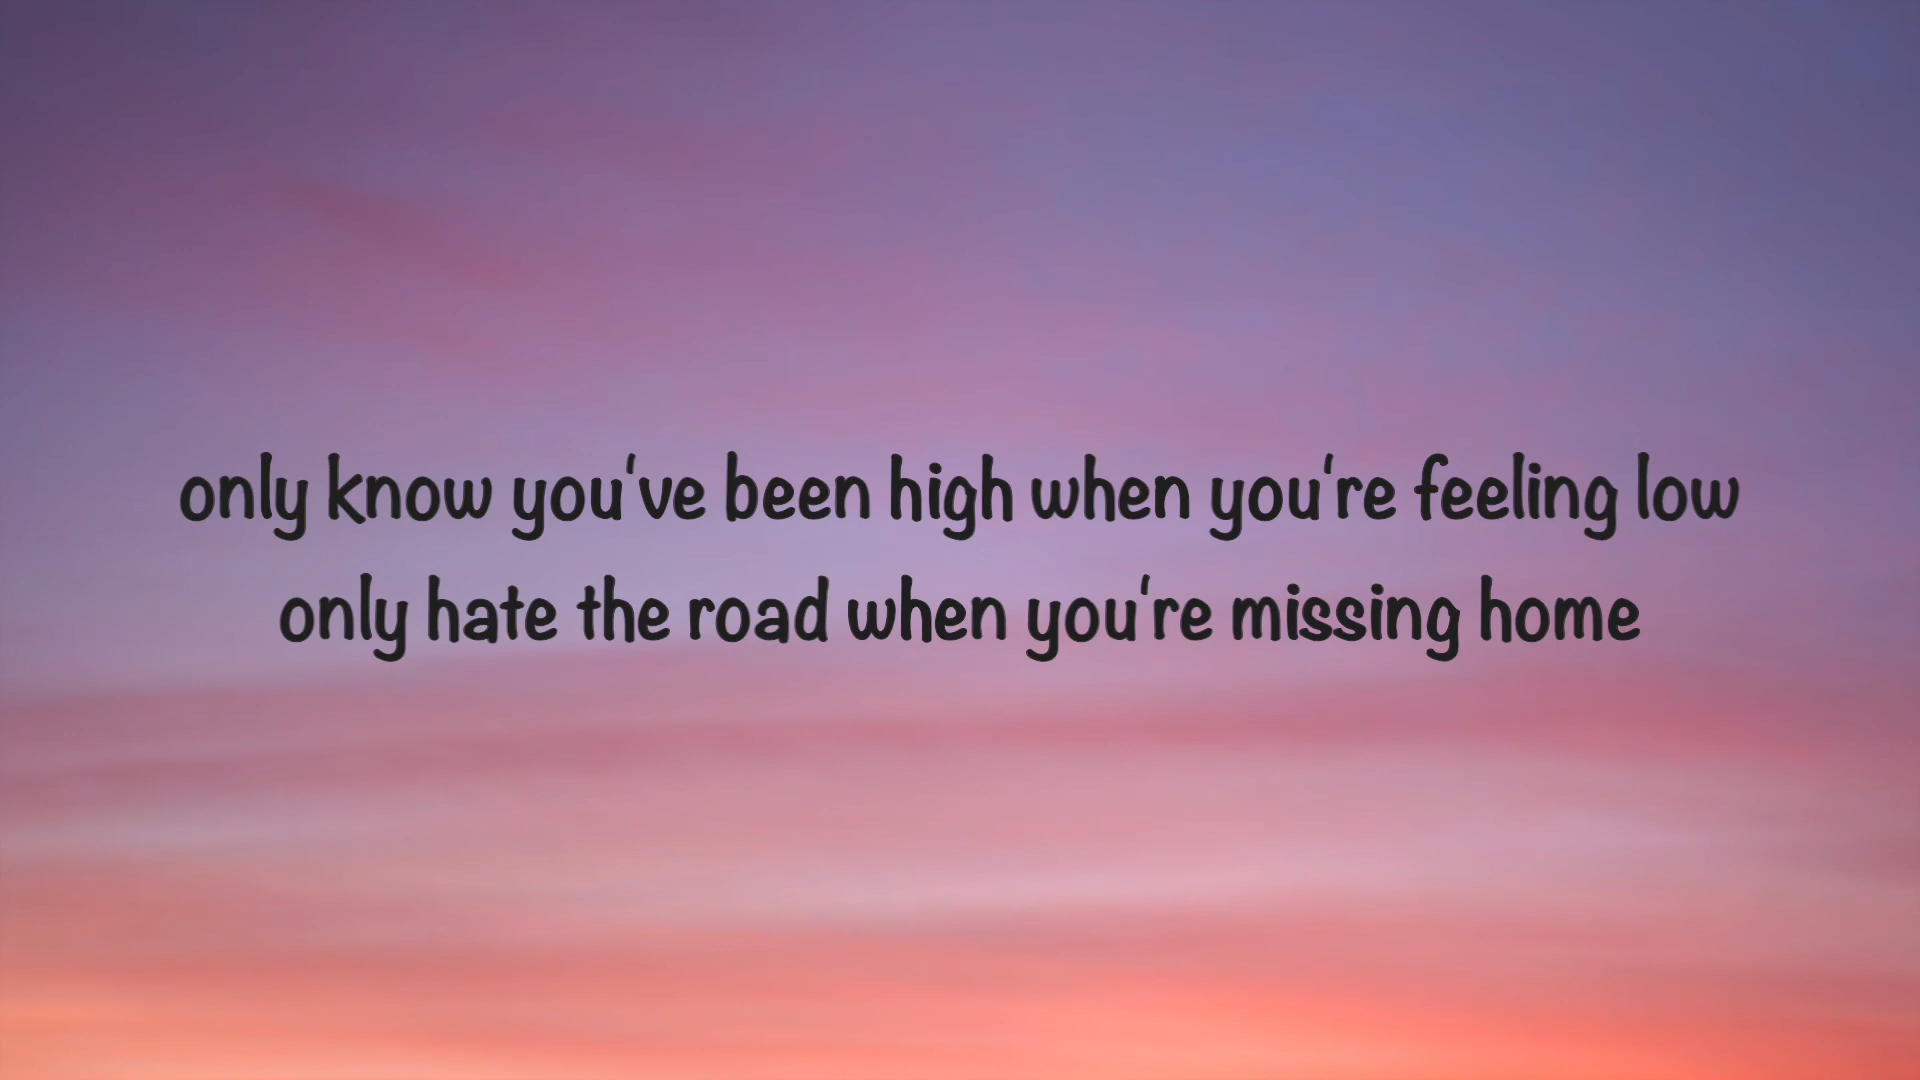 only know you've been high when you're feeling low
only hate the road when you're missing home